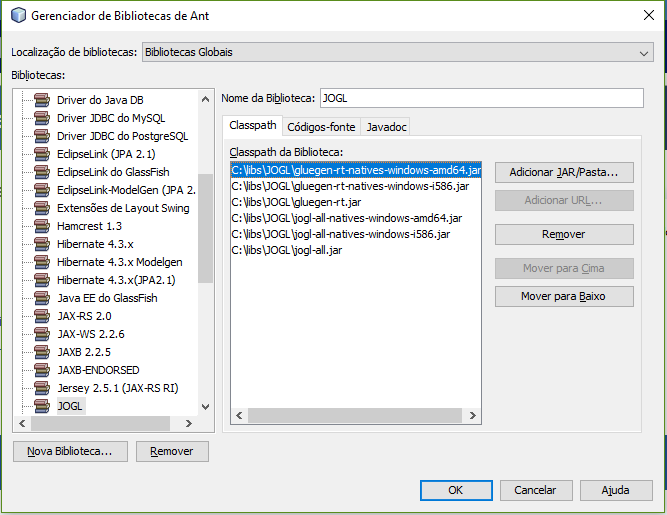 Gerenciador de Bibliotecas de Ant
Localização de bibliotecas: Bibliotecas Globais
Bibliotecas:
Driver do Java DB
Driver JDBC do MySQL
Driver JDBC do PostgreSQL
EclipseLink (JPA 2.1)
EclipseLink do GlassFish
EclipseLink-ModelGen (JPA 2.
Extensões de Layout Swing
Hamcrest 1.3
Hibernate 4.3.x
Hibernate 4.3.x Modelgen
Hibernate 4.3.x(JPA2.1)
Java EE do GlassFish
JAX-RS 2.0
JAX-WS 2.2.6
JAXB 2.2.5
JAXB-ENDORSED
Jersey 2.5.1 (JAX-RS RI)
JOGL
Nova Biblioteca...
Remover
Nome da Biblioteca: JOGL
Classpath
Códigos-fonte
Javadoc
Classpath da Biblioteca:
C:\libs\JOGL\gluegen-rt-natives-windows-amd64.jar
C:\libs\JOGL\gluegen-rt-natives-windows-i586.jar
C:\libs\JOGL\gluegen-rt.jar
C:\libs\JOGL\jogl-all-natives-windows-amd64.jar
C:\libs\JOGL\jogl-all-natives-windows-i586.jar
C:\libs\JOGL\jogl-all.jar
Adicionar JAR/Pasta...
Adicionar URL...
Remover
Mover para Cima
Mover para Baixo
OK
Cancelar
Ajuda